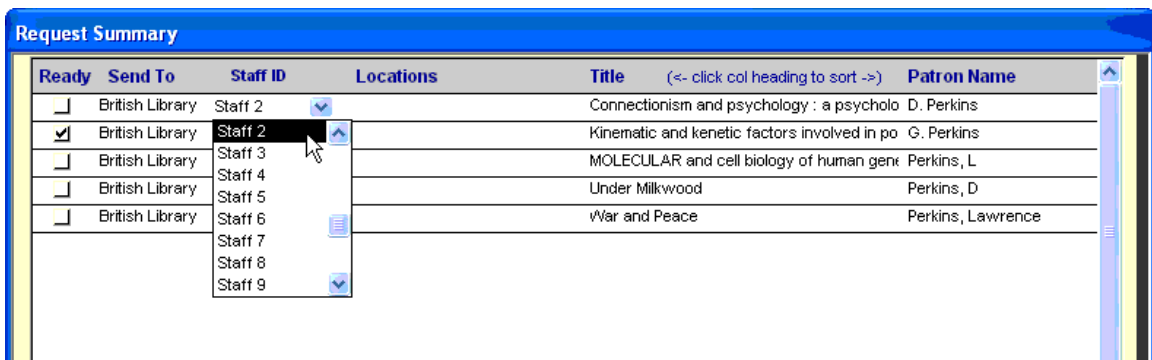 Request Summary
Ready Send To Staff ID Locations Title (<- click col heading to sort ->) Patron Name
British Library Staff 2 Connectionism and psychology : a psycholo D. Perkins
British Library Staff 2 Kinematic and kenetic factors involved in po G. Perkins
Staff 3
British Library MOLECULAR and cell biology of human gene Perkins, L
Staff 4
British Library Staff 5 Under Milkwood Perkins, D
British Library Staff 6 War and Peace Perkins, Lawrence
Staff 7
Staff 8
Staff 9